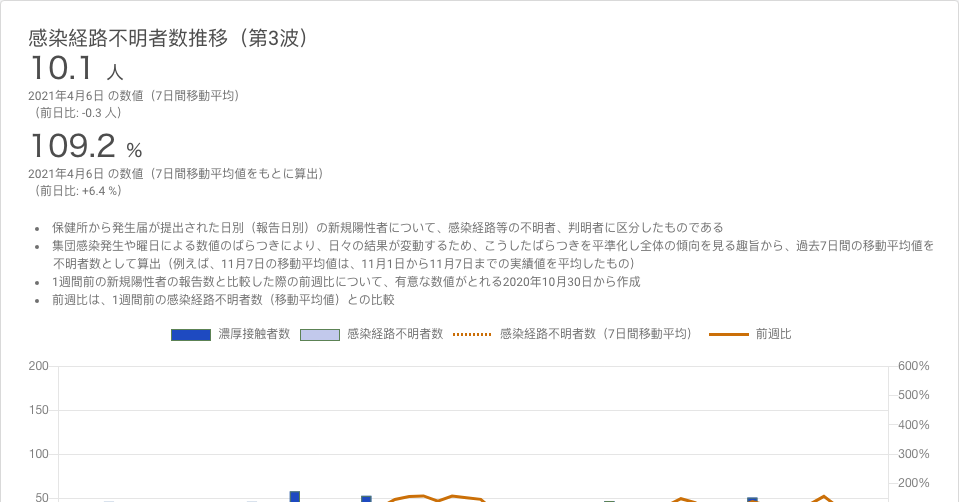 感染経路不明者数推移（第3波）
10.1 人
2021年4月6日 の数値（7日間移動平均）
（前日比: -0.3 人）
109.2 %
2021年4月6日 の数値（7日間移動平均値をもとに算出）
（前日比: +6.4 %）
保健所から発生届が提出された日別（報告日別）の新規陽性者について、感染経路等の不明者、判明者に区分したものである
集団感染発生や曜日による数値のばらつきにより、日々の結果が変動するため、こうしたばらつきを平準化し全体の傾向を見る趣旨から、過去7日間の移動平均値を
不明者数として算出（例えば、11月7日の移動平均値は、11月1日から11月7日までの実績値を平均したもの）
1週間前の新規陽性者の報告数と比較した際の前週比について、有意な数値がとれる2020年10月30日から作成
前週比は、1週間前の感染経路不明者数（移動平均値）との比較
濃厚接触者数 感染経路不明者数 感染経路不明者数（7日間移動平均） 前週比
200 600%
500%
150
400%
100 300%
200%
50